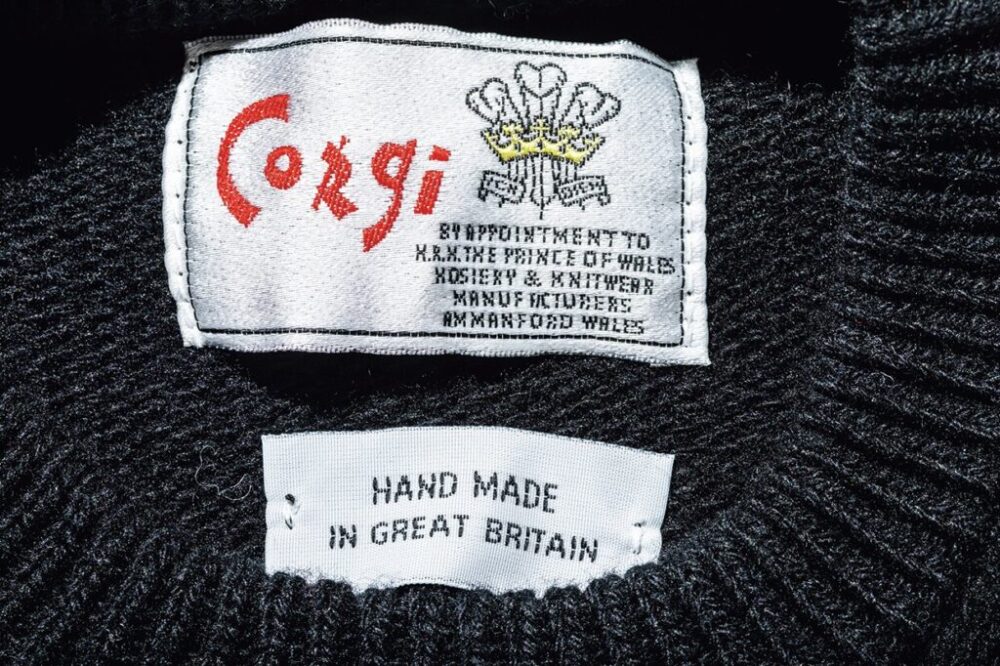 Corgi
ICH DIEN
BY APPOINTMENT TO
H.R.H. THE PRINCE OF WALES
HOSIERY & KNITWEAR
MANUFACTURERS
AMMANFORD WALES
HAND MADE
IN GREAT BRITAIN